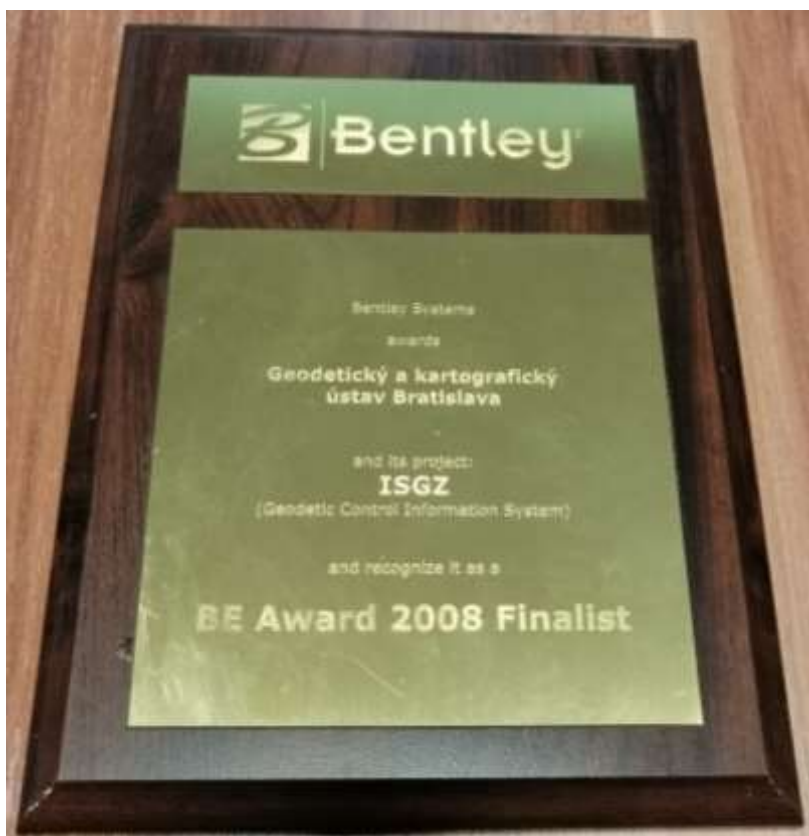 Bentley
Bentley Systems
awards
Geodetický a kartografický
ústav Bratislava
and its project:
ISGZ
(Geodetic Control Information System)
and recognize it as a
BE Award 2008 Finalist